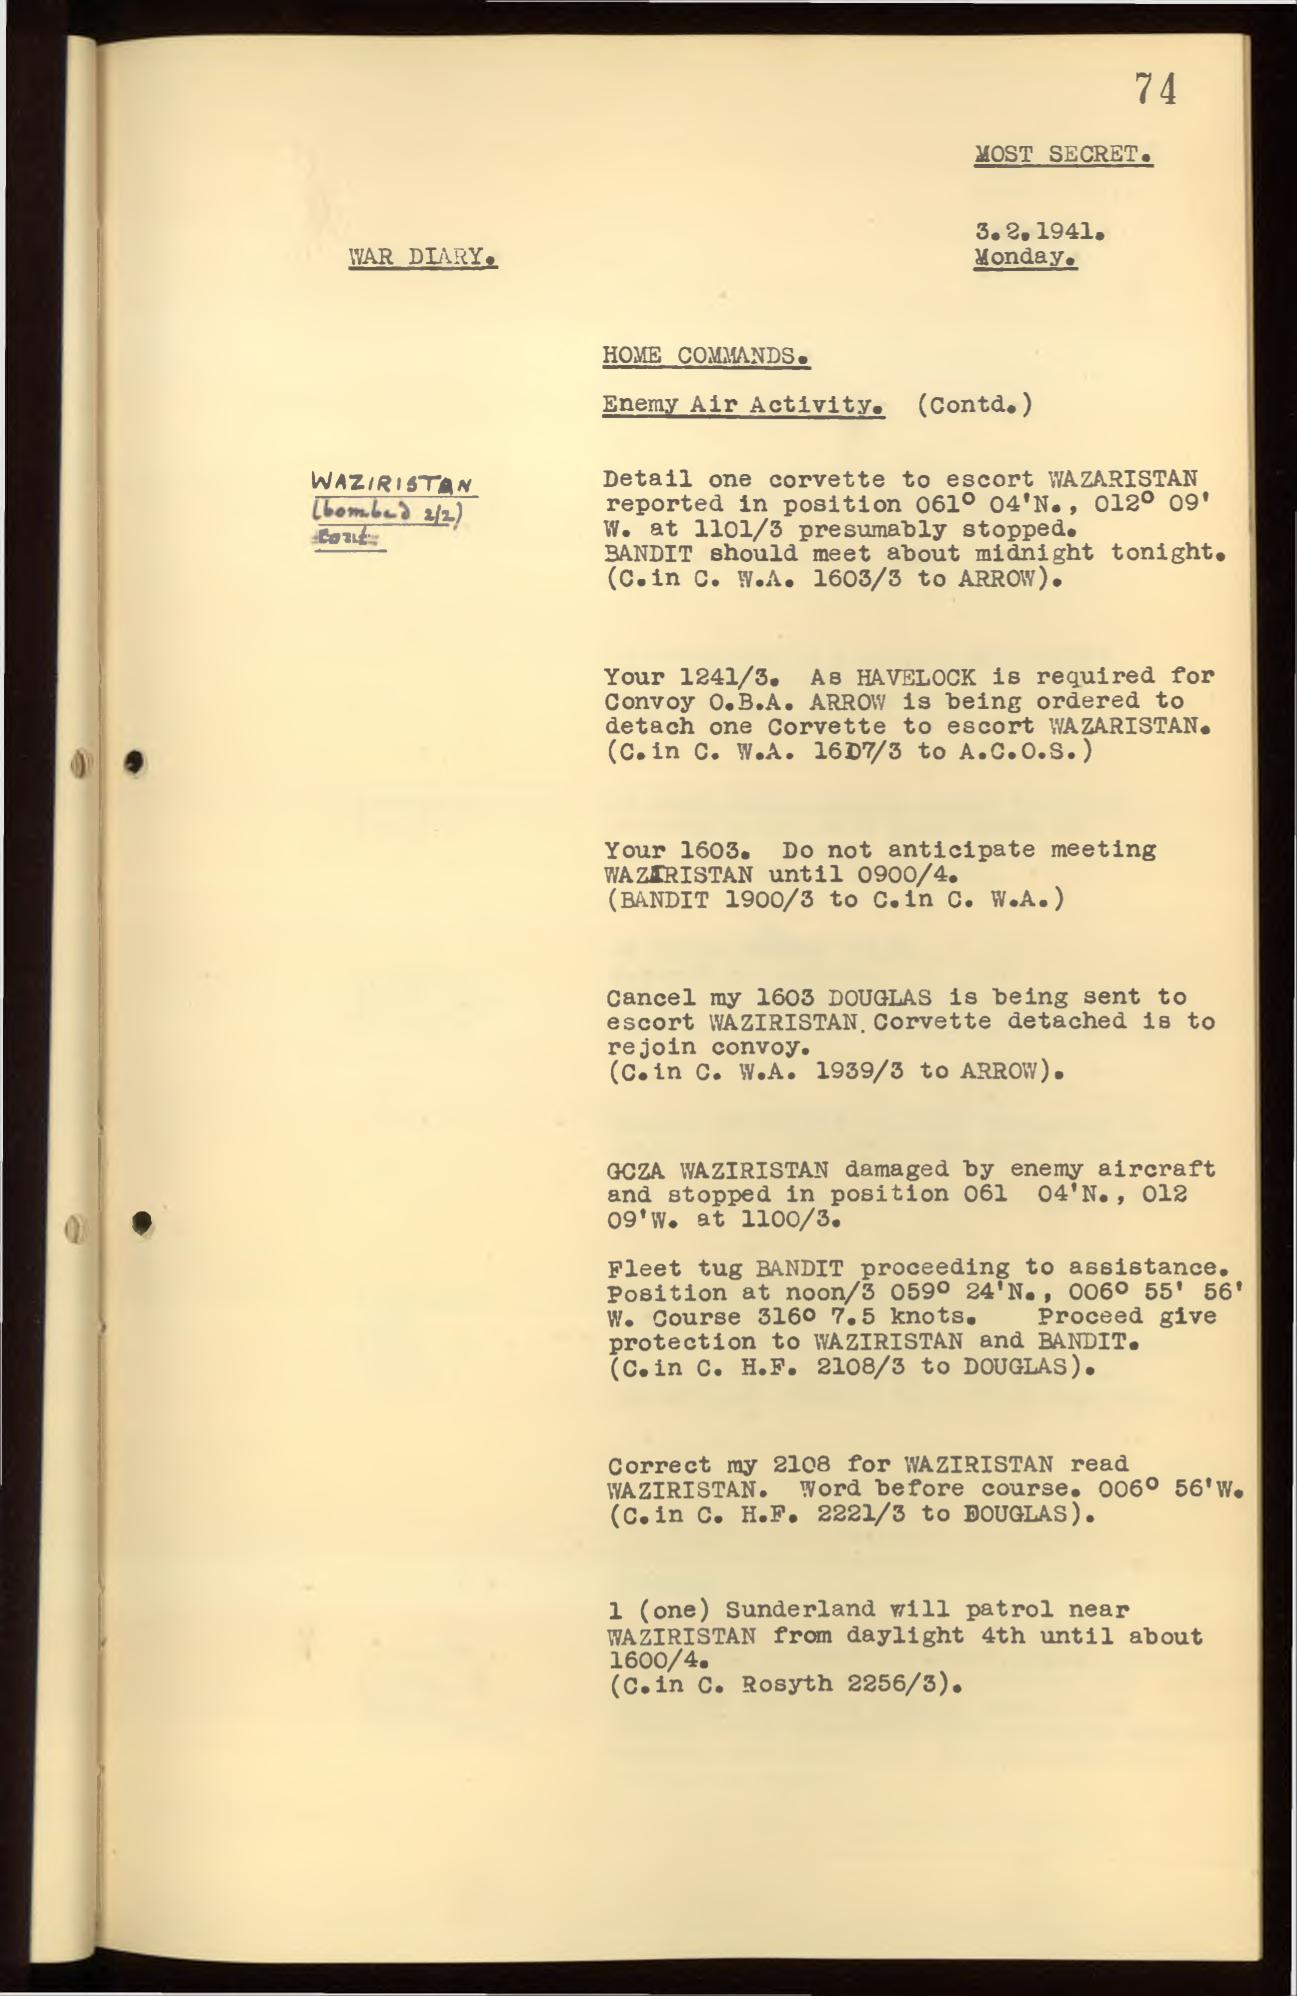 74
MOST SECRET.
3.2.1941.
WAR DIARY.
Monday.
HOME COMMANDS.
Enemy Air Activity. (Contd.)
WAZIRISTAN
(bombed 2/2)
cont
Detail one corvette to escort WAZARISTAN
reported in position 061° 04'N., 012° 09'
W. at 1101/3 presumably stopped.
BANDIT should meet about midnight tonight.
(C.in C. W.A. 1603/3 to ARROW).
Your 1241/3. As HAVELOCK is required for
Convoy O.B.A. ARROW is being ordered to
detach one Corvette to escort WAZARISTAN.
(C.in C. W.A. 1607/3 to A.C.O.S.)
Your 1603. Do not anticipate meeting
WAZIRISTAN until 0900/4.
(BANDIT 1900/3 to C.in C. W.A.)
Cancel my 1603 DOUGLAS is being sent to
escort WAZIRISTAN. Corvette detached is to
rejoin convoy.
(C.in C. W.A. 1939/3 to ARROW).
GCZA WAZIRISTAN damaged by enemy aircraft
and stopped in position 061 04'N., 012
09'W. at 1100/3.
Fleet tug BANDIT proceeding to assistance.
Position at noon/3 059° 24'N., 006° 55' 56'
W. Course 316° 7.5 knots. Proceed give
protection to WAZIRISTAN and BANDIT.
(C.in C. H.F. 2108/3 to DOUGLAS).
Correct my 2108 for WAZIRISTAN read
WAZIRISTAN. Word before course. 006° 56'W.
(C.in C. H.F. 2221/3 to DOUGLAS).
1 (one) Sunderland will patrol near
WAZIRISTAN from daylight 4th until about
1600/4.
(C.in C. Rosyth 2256/3).